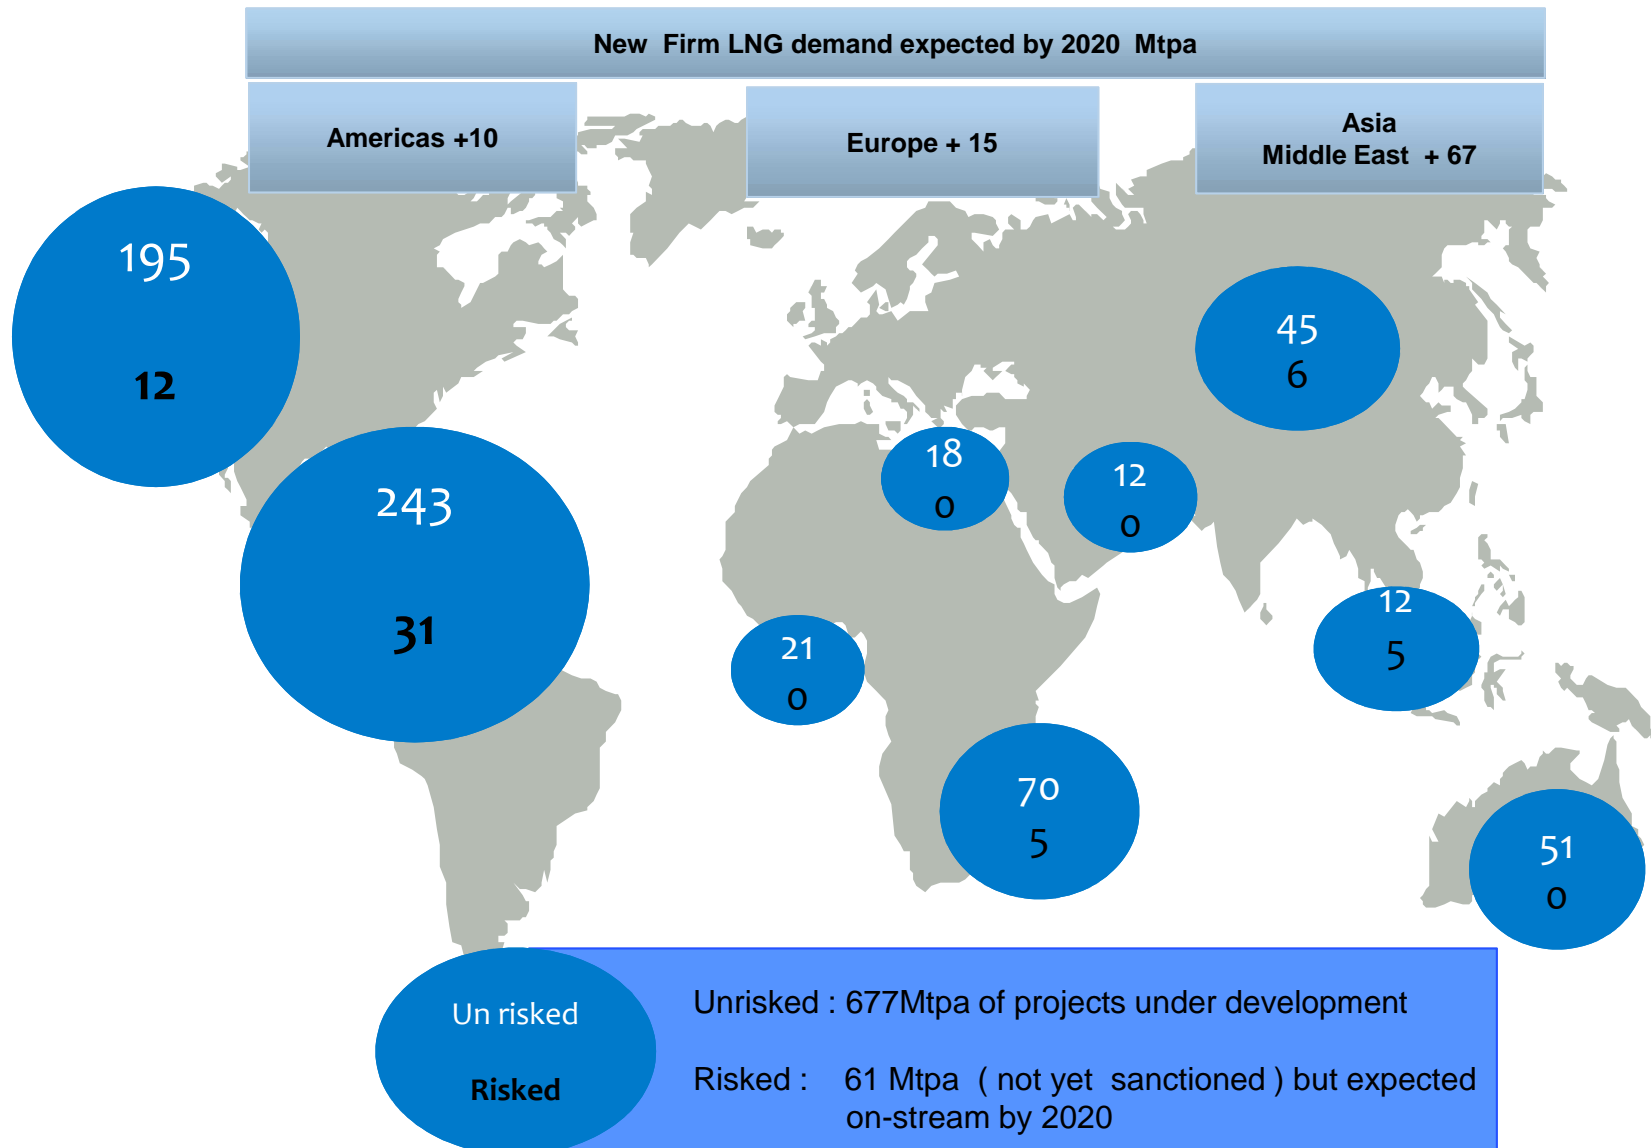 New  Firm LNG demand expected by 2020  Mtpa
Americas +10
Europe + 15
Asia
Middle East  + 67
195
12
243
31
45
6
18
0
12
0
21
0
12
5
70
5
51
0
Un risked
Risked
Unrisked : 677Mtpa of projects under development
Risked :    61 Mtpa  ( not yet  sanctioned ) but expected
on-stream by 2020